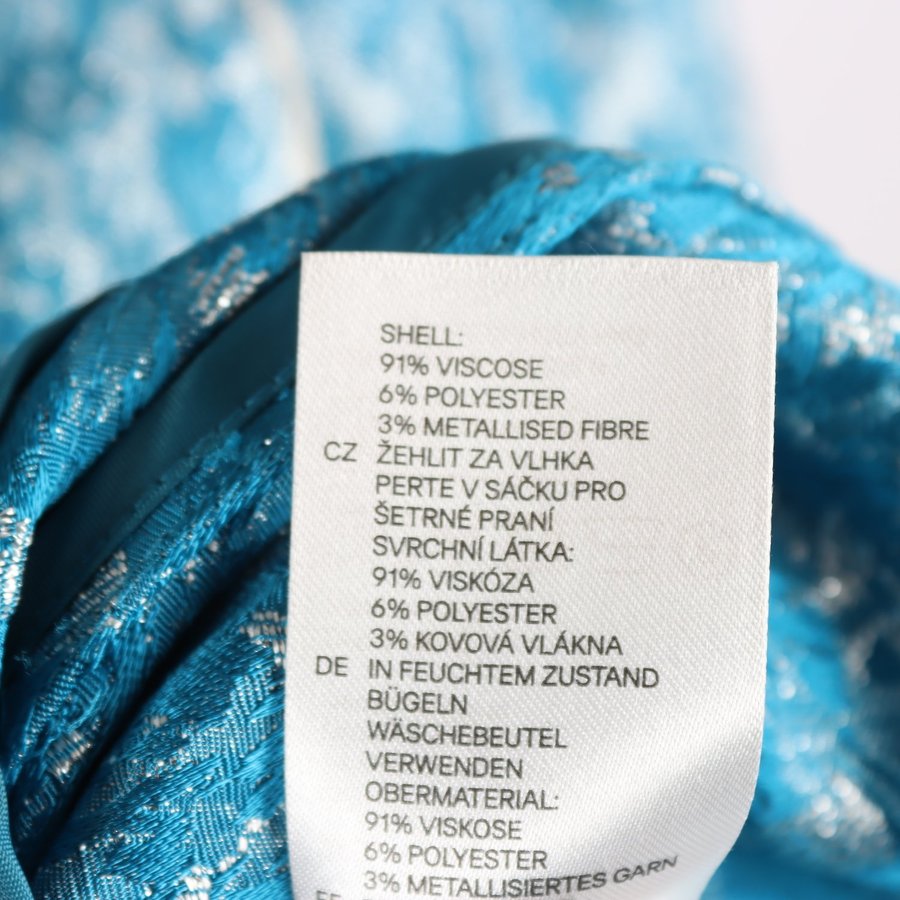 SHELL:
91% VISCOSE
6% POLYESTER
3% METALLISED FIBRE
CZ ŽEHLIT ZA VLHKA
PERTE V SÁČKU PRO
ŠETRNÉ PRANÍ
SVRCHNÍ LÁTKA:
91% VISKÓZA
6% POLYESTER
3% KOVOVÁ VLÁKNA
DE IN FEUCHTEM ZUSTAND
BÜGELN
WÄSCHEBEUTEL
VERWENDEN
OBERMATERIAL:
91% VISKOSE
6% POLYESTER
3% METALLISIERTES GARN